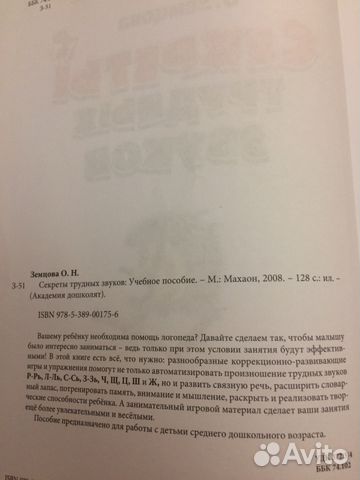 ББК 74.102
З-51
Земцова О. Н.
З-51 Секреты трудных звуков: Учебное пособие. – М.: Махаон, 2008. – 128 с.: ил. –
(Академия дошколят).
ISBN 978-5-389-00175-6
Вашему ребёнку необходима помощь логопеда? Давайте сделаем так, чтобы малышу
было интересно заниматься – ведь только при этом условии занятия будут эффектив-
ными! В этой книге есть всё, что нужно: разнообразные коррекционно-развивающие
игры и упражнения помогут не только автоматизировать произношение трудных звуков
Р-Рь, Л-Ль, С-Сь, З-Зь, Ч, Щ, Ц, Ш и Ж, но и развить связную речь, расширить словар-
ный запас, потренировать память, внимание и мышление, раскрыть и реализовать твор-
ческие способности ребёнка. А занимательный игровой материал сделает ваши занятия
ещё более увлекательными и весёлыми.
Пособие предназначено для работы с детьми среднего дошкольного возраста.
ББК 74.102
Avito